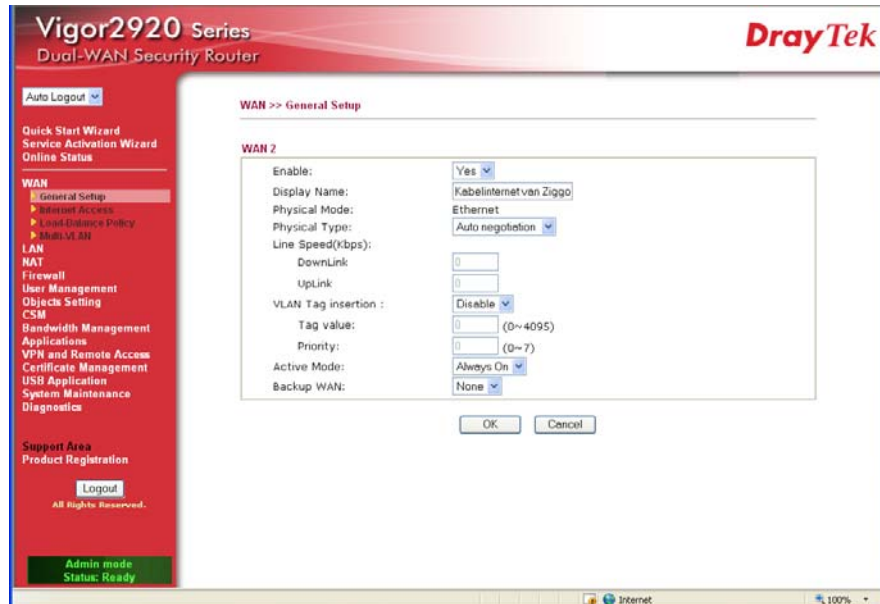 Vigor2920 Series
Dual-WAN Security Router
DrayTek
Auto Logout
Quick Start Wizard
Service Activation Wizard
Online Status
WAN
General Setup
Internet Access
Load-Balance Policy
Multi-VLAN
LAN
NAT
Firewall
User Management
Objects Setting
CSM
Bandwidth Management
Applications
VPN and Remote Access
Certificate Management
USB Application
System Maintenance
Diagnostics
Support Area
Product Registration
Logout
All Rights Reserved.
Admin mode
Status: Ready
WAN >> General Setup
WAN 2
Enable: Yes
Display Name: Kabelinternet van Ziggo
Physical Mode: Ethernet
Physical Type: Auto negotiation
Line Speed(Kbps):
DownLink 0
UpLink 0
VLAN Tag insertion : Disable
Tag value: 0 (0~4095)
Priority: 0 (0~7)
Active Mode: Always On
Backup WAN: None
OK Cancel
Internet 100%